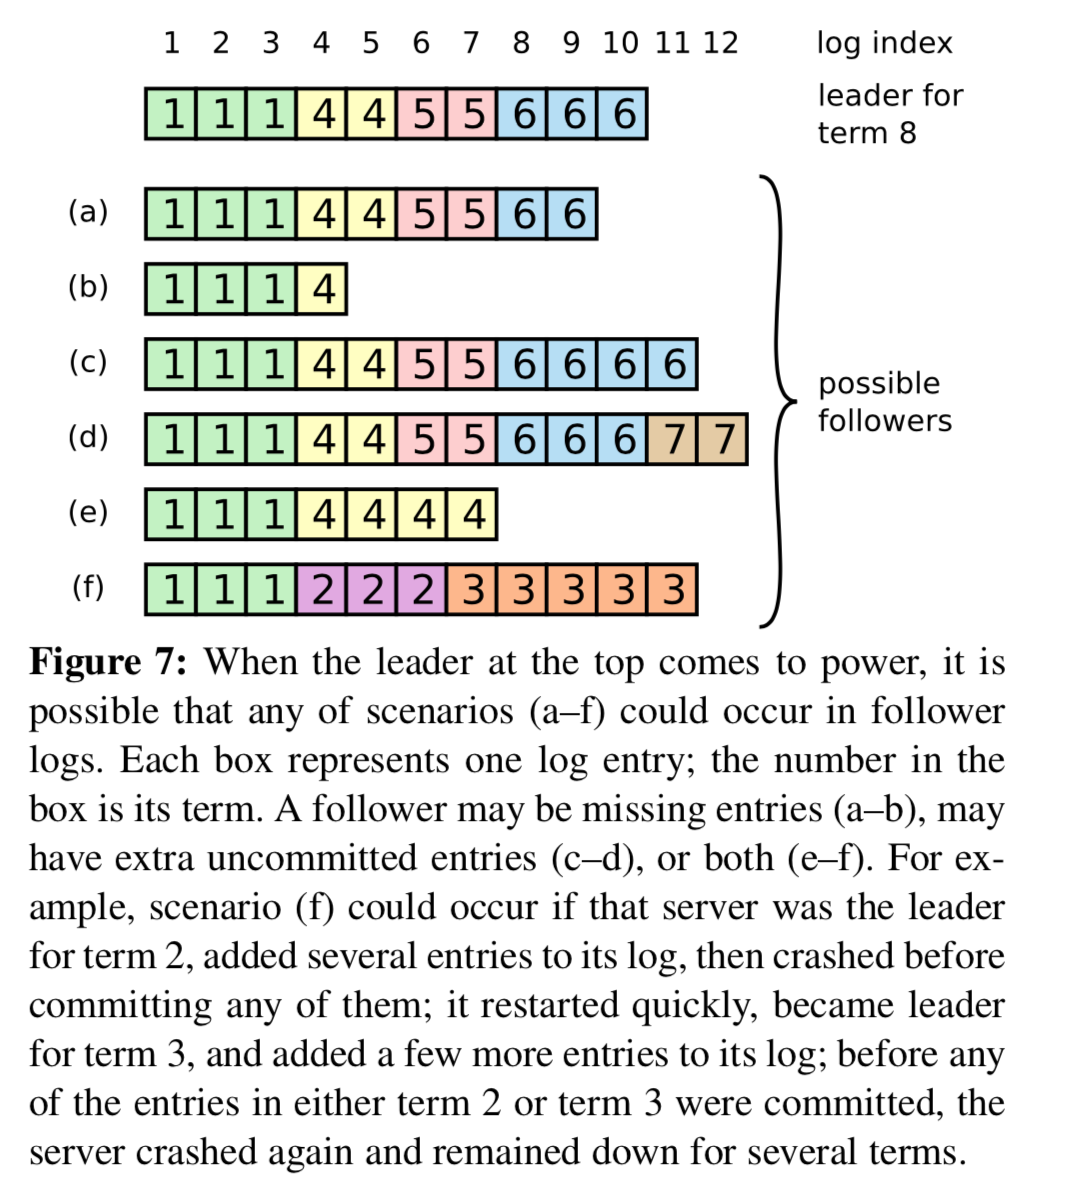 1 2 3 4 5 6 7 8 9 10 11 12 log index
1 1 1 4 4 5 5 6 6 6 leader for
term 8
(a) 1 1 1 4 4 5 5 6 6
(b) 1 1 1 4
(c) 1 1 1 4 4 5 5 6 6 6 6
(d) 1 1 1 4 4 5 5 6 6 6 7 7
(e) 1 1 1 4 4 4 4
(f) 1 1 1 2 2 2 3 3 3 3 3
possible
followers
Figure 7: When the leader at the top comes to power, it is
possible that any of scenarios (a–f) could occur in follower
logs. Each box represents one log entry; the number in the
box is its term. A follower may be missing entries (a–b), may
have extra uncommitted entries (c–d), or both (e–f). For ex-
ample, scenario (f) could occur if that server was the leader
for term 2, added several entries to its log, then crashed before
committing any of them; it restarted quickly, became leader
for term 3, and added a few more entries to its log; before any
of the entries in either term 2 or term 3 were committed, the
server crashed again and remained down for several terms.